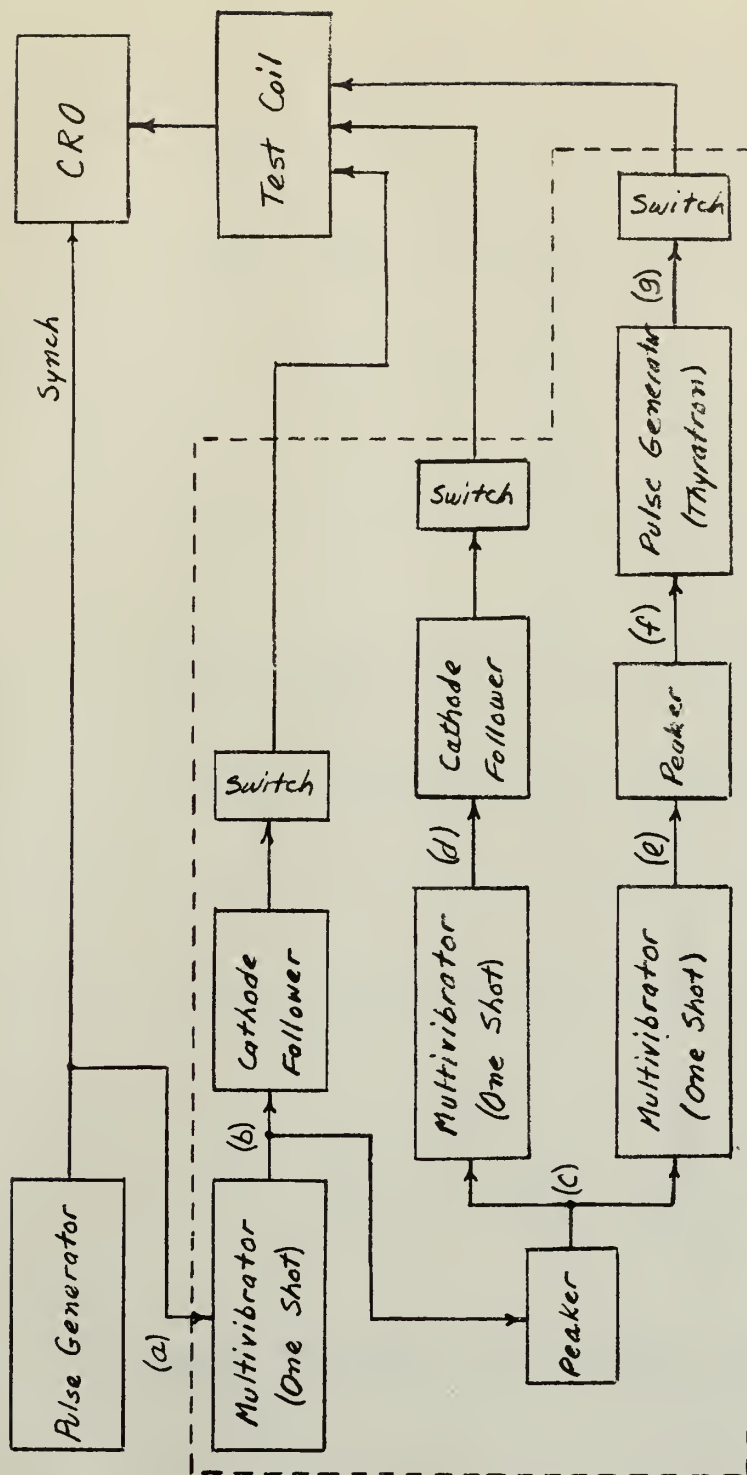 Pulse Generator
Synch
CRO
(a)
Multivibrator
(One Shot)
(b)
Cathode
Follower
Switch
Test Coil
Peaker
(c)
Multivibrator
(One Shot)
(d)
Cathode
Follower
Switch
Multivibrator
(One Shot)
(e)
Peaker
(f)
Pulse Generator
(Thyratron)
(g)
Switch